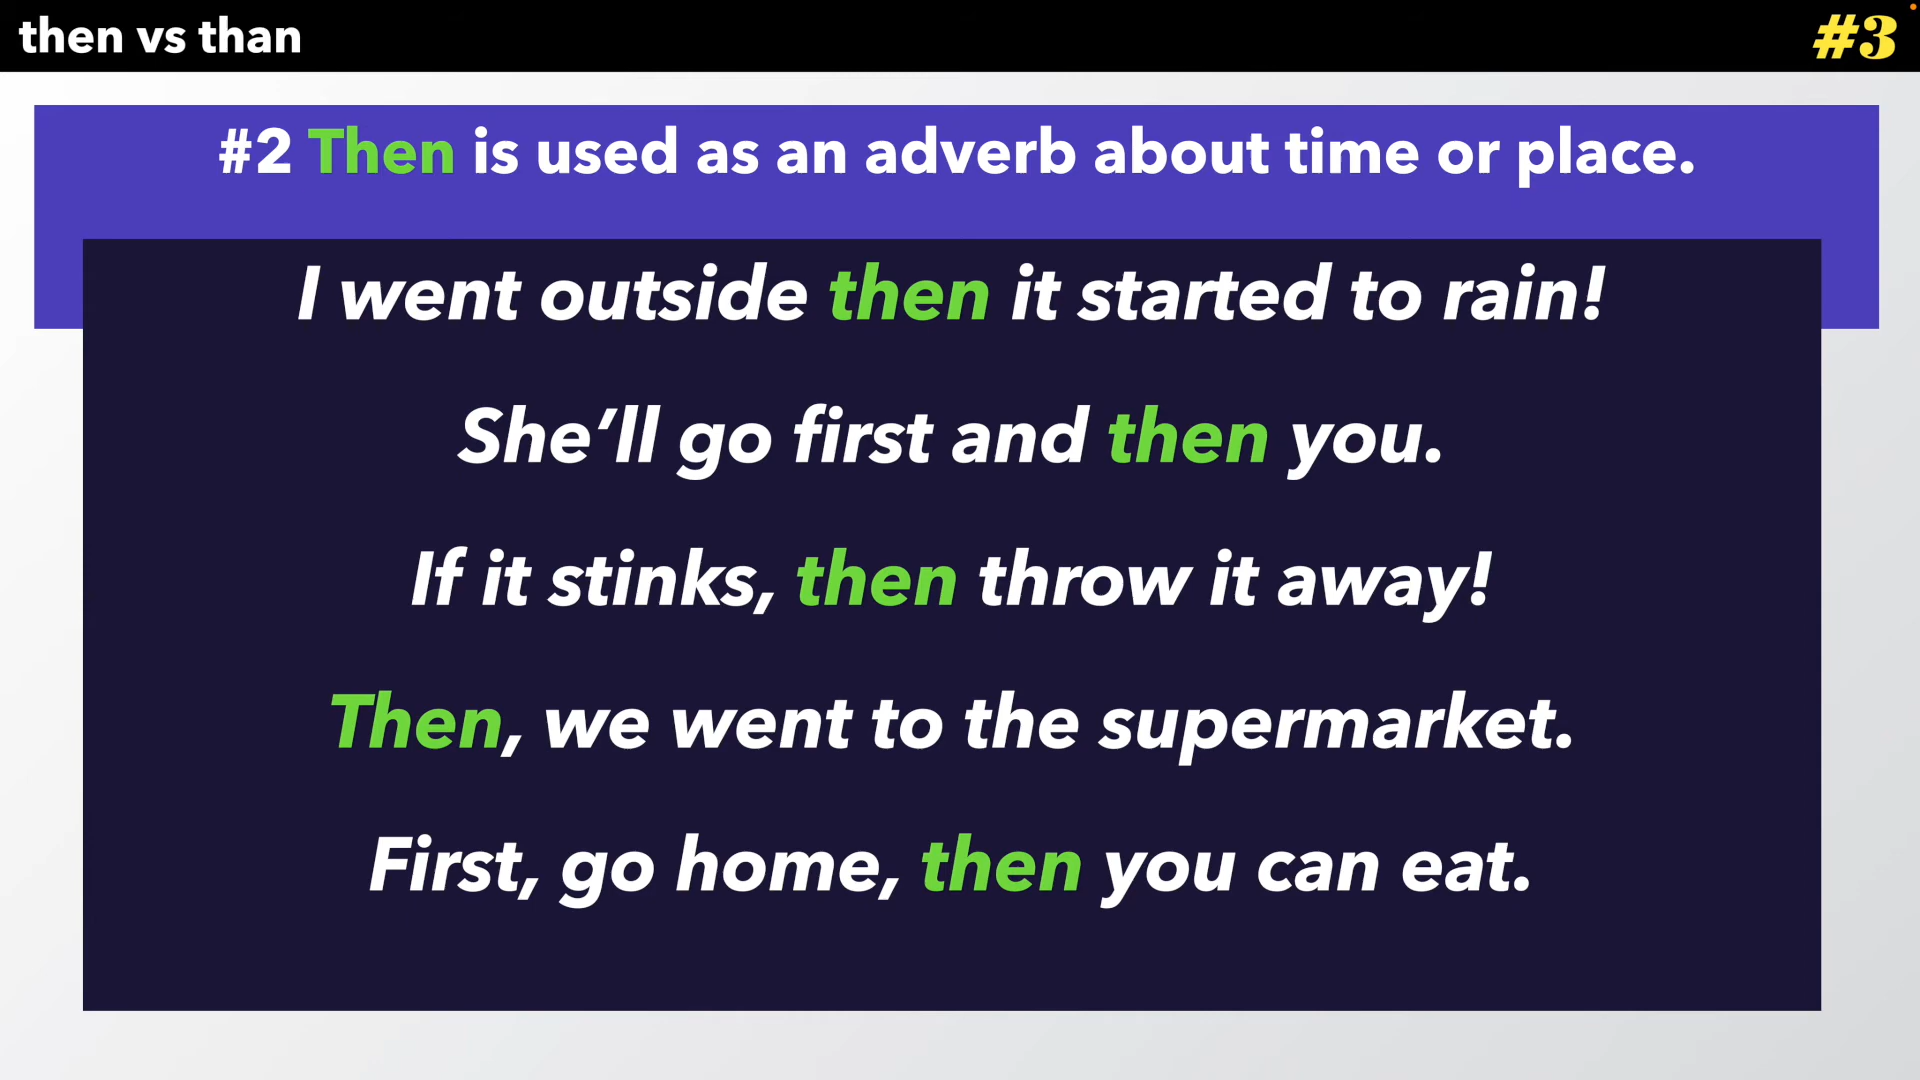 then vs than
#3
#2 Then is used as an adverb about time or place.
I went outside then it started to rain!
She’ll go first and then you.
If it stinks, then throw it away!
Then, we went to the supermarket.
First, go home, then you can eat.